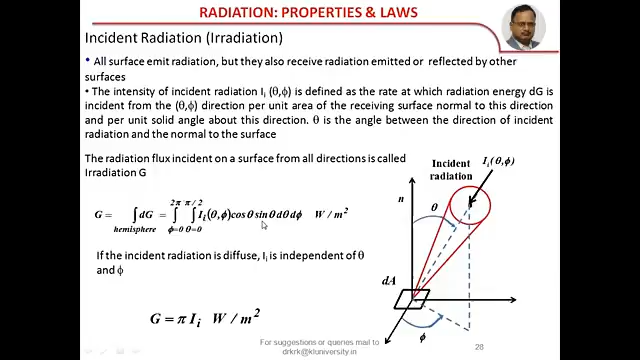 RADIATION: PROPERTIES & LAWS
Incident Radiation (Irradiation)
• All surface emit radiation, but they also receive radiation emitted or reflected by other
surfaces
• The intensity of incident radiation Iᵢ (θ,ϕ) is defined as the rate at which radiation energy dG is
incident from the (θ,ϕ) direction per unit area of the receiving surface normal to this direction
and per unit solid angle about this direction. θ is the angle between the direction of incident
radiation and the normal to the surface
The radiation flux incident on a surface from all directions is called
Irradiation G
G = ∫ dG = ∫ ∫ Iᵢ(θ,ϕ) cos θ sin θ dθ dϕ W / m²
hemisphere ϕ=0 θ=0 2π π/2
If the incident radiation is diffuse, Iᵢ is independent of θ
and ϕ
G = π Iᵢ W / m²
Incident
radiation
Iᵢ(θ,ϕ)
n
θ
dA
ϕ
For suggestions or queries mail to
drkrk@kluniversity.in
28